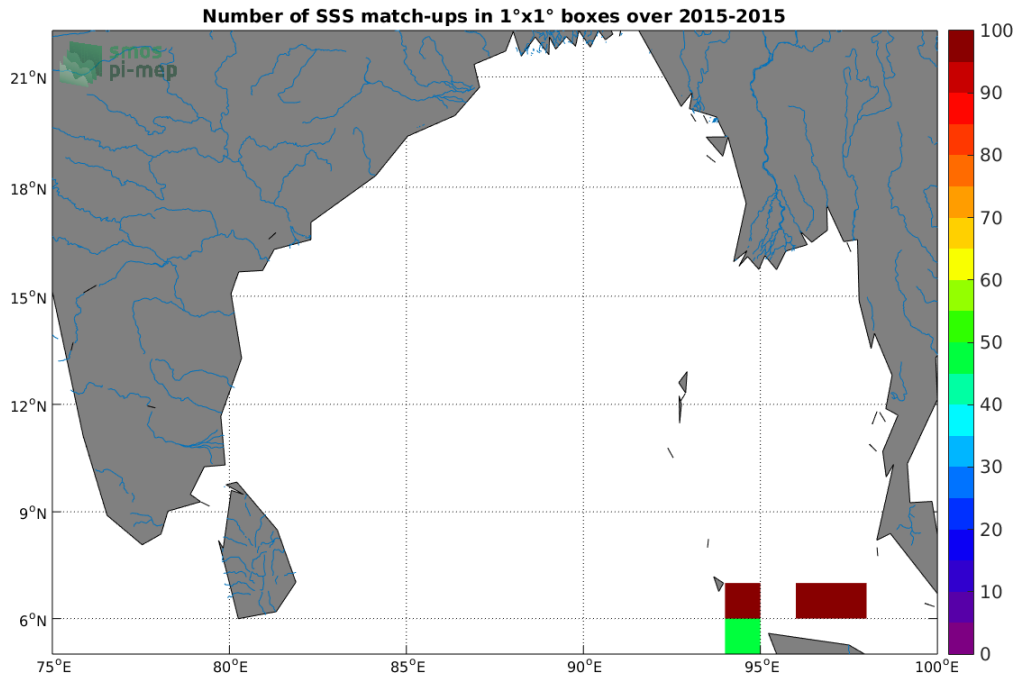 Number of SSS match-ups in 1°x1° boxes over 2015-2015
smos
pi-mep
21°N
18°N
15°N
12°N
9°N
6°N
75°E
80°E
85°E
90°E
95°E
100°E
100
90
80
70
60
50
40
30
20
10
0